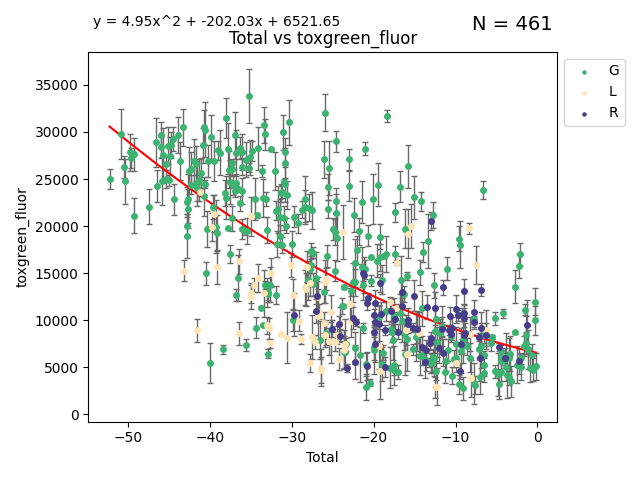 y = 4.95x^2 + -202.03x + 6521.65
N = 461
Total vs toxgreen_fluor
35000
30000
25000
20000
15000
10000
5000
0
toxgreen_fluor
−50
−40
−30
−20
−10
0
Total
G
L
R